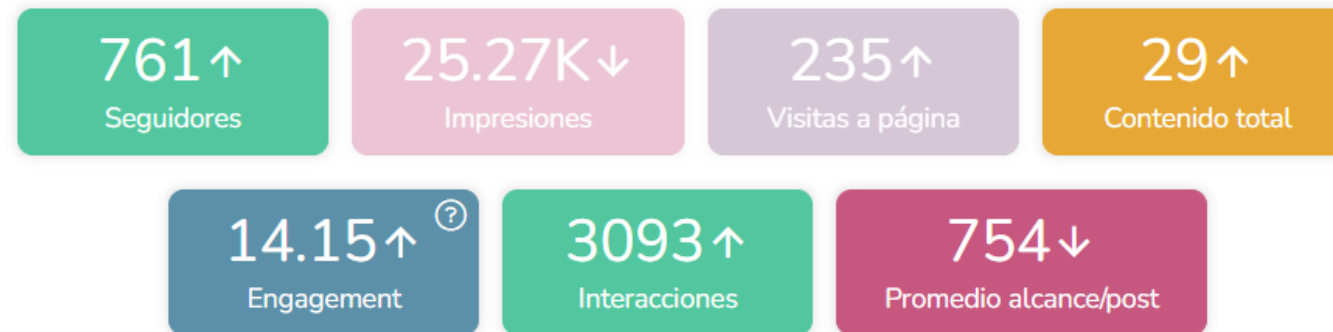 761↑
Seguidores
25.27K↓
Impresiones
235↑
Visitas a página
29↑
Contenido total
14.15↑
?
Engagement
3093↑
Interacciones
754↓
Promedio alcance/post